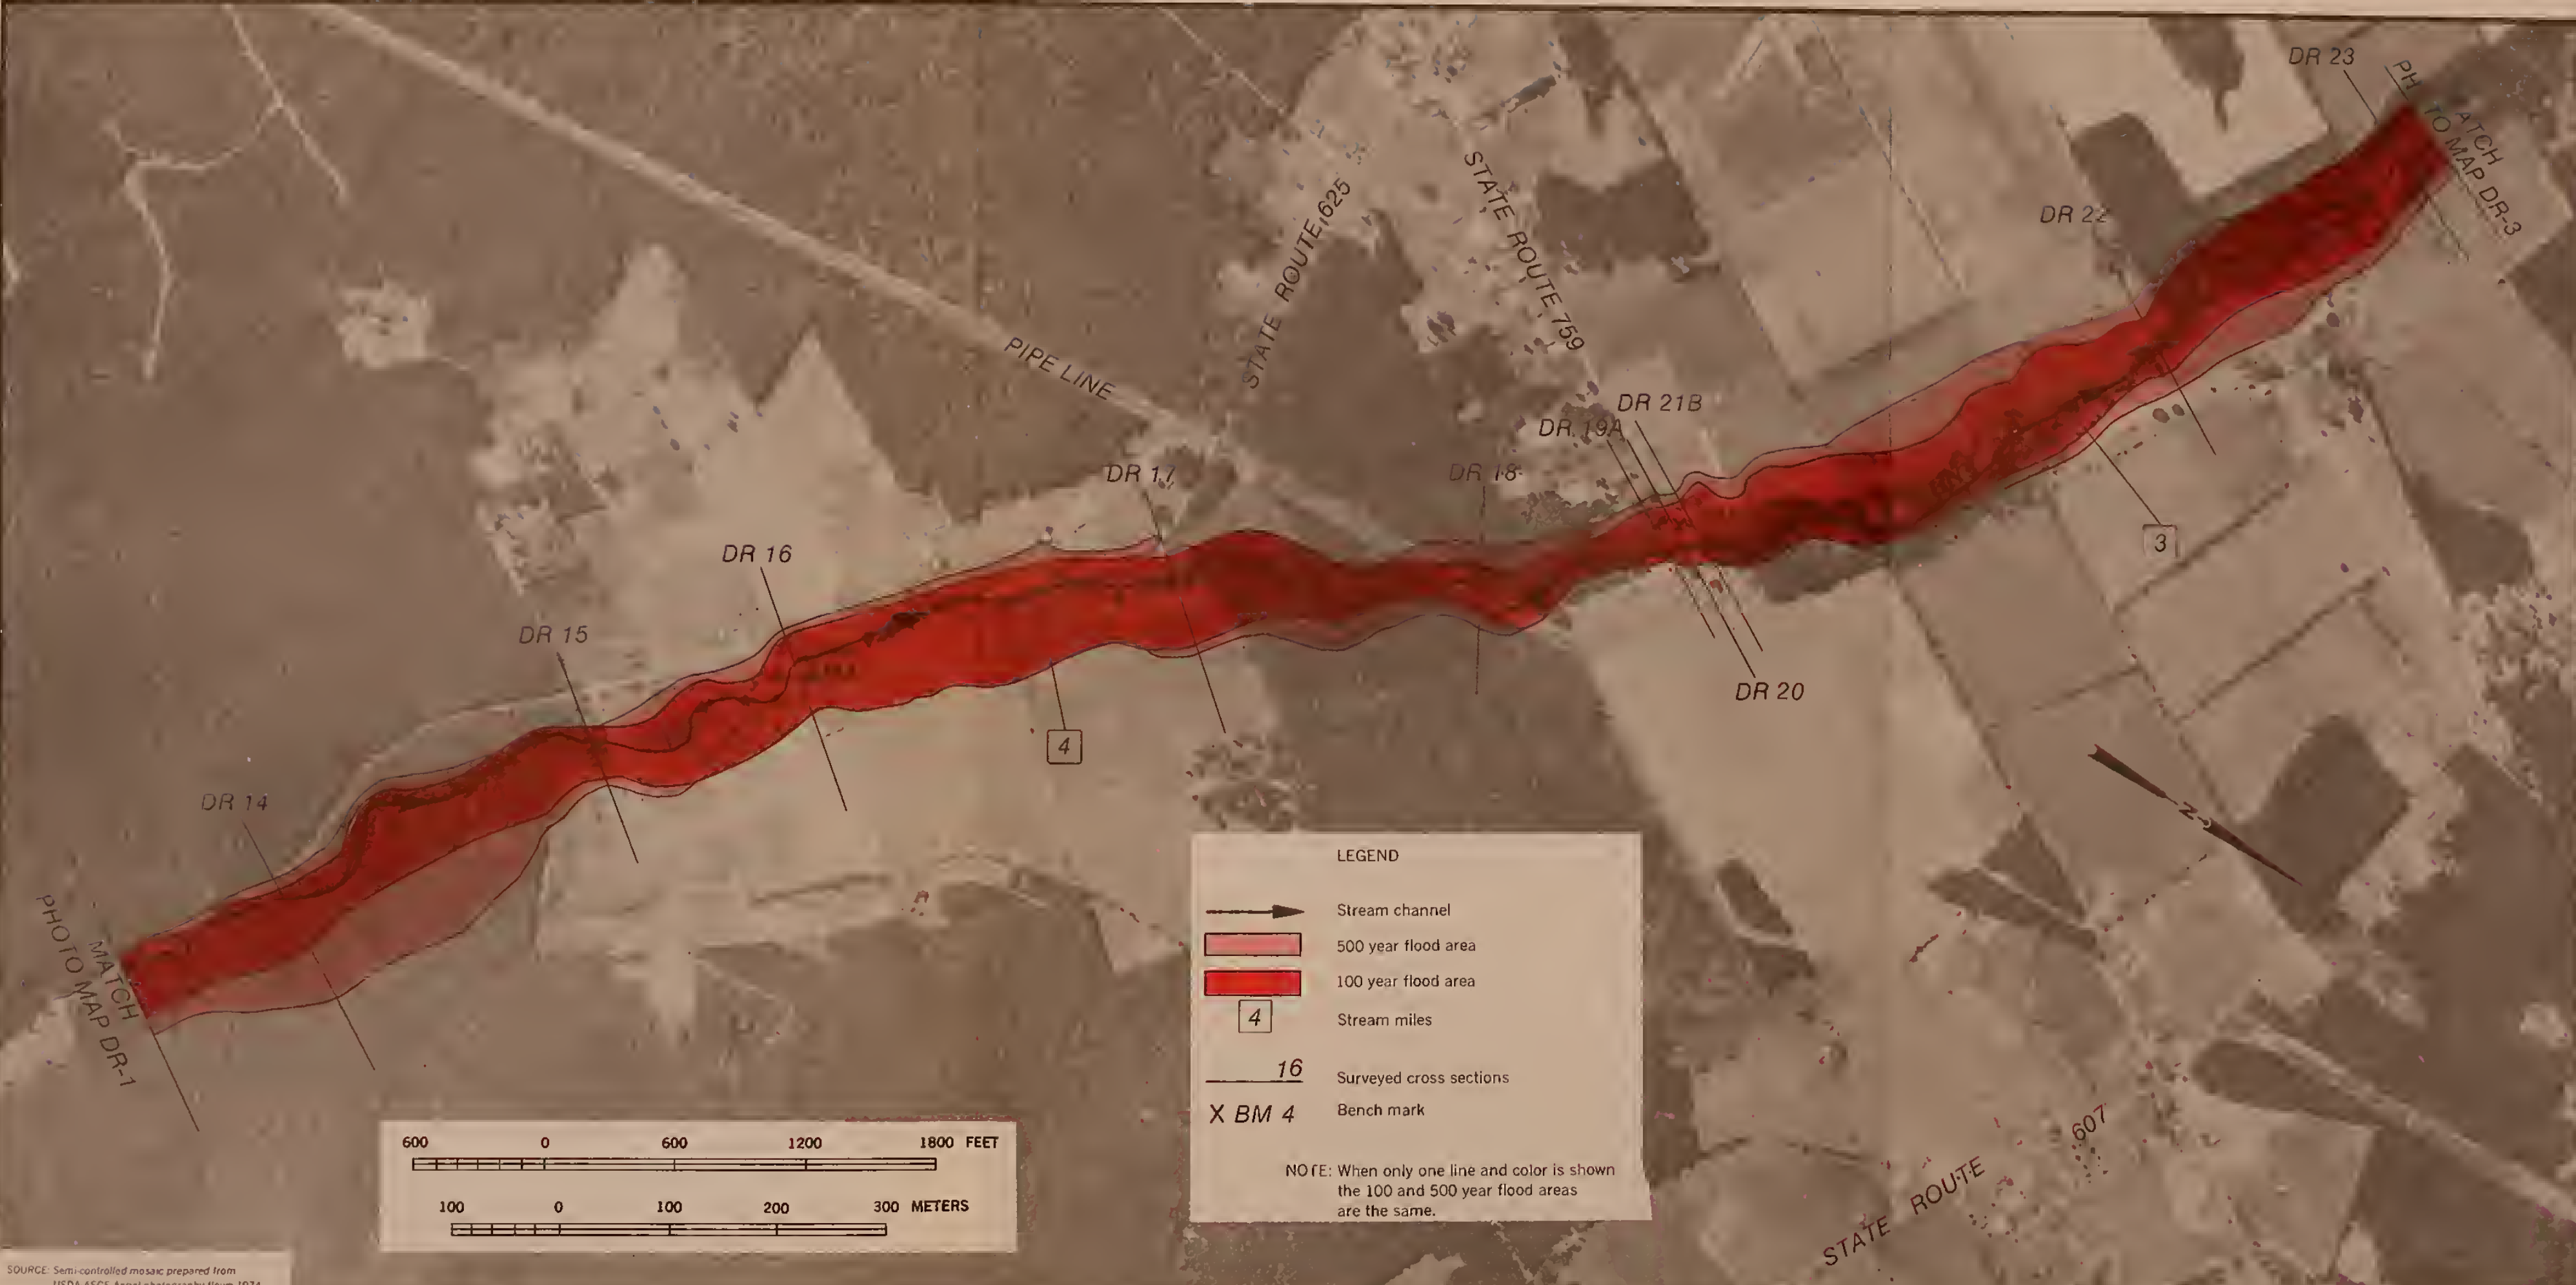 DR 23
MATCH
PHOTO MAP DR-3
DR 22
STATE ROUTE 625
STATE ROUTE 759
PIPE LINE
DR 21B
DR 19A
DR 17
DR 18
3
DR 16
DR 15
DR 20
4
DR 14
N
MATCH
PHOTO MAP DR-1
LEGEND
Stream channel
500 year flood area
100 year flood area
4 Stream miles
16 Surveyed cross sections
X BM 4 Bench mark
NOTE: When only one line and color is shown
the 100 and 500 year flood areas
are the same.
600 0 600 1200 1800 FEET
100 0 100 200 300 METERS
STATE ROUTE 607
SOURCE: Semi-controlled mosaic prepared from